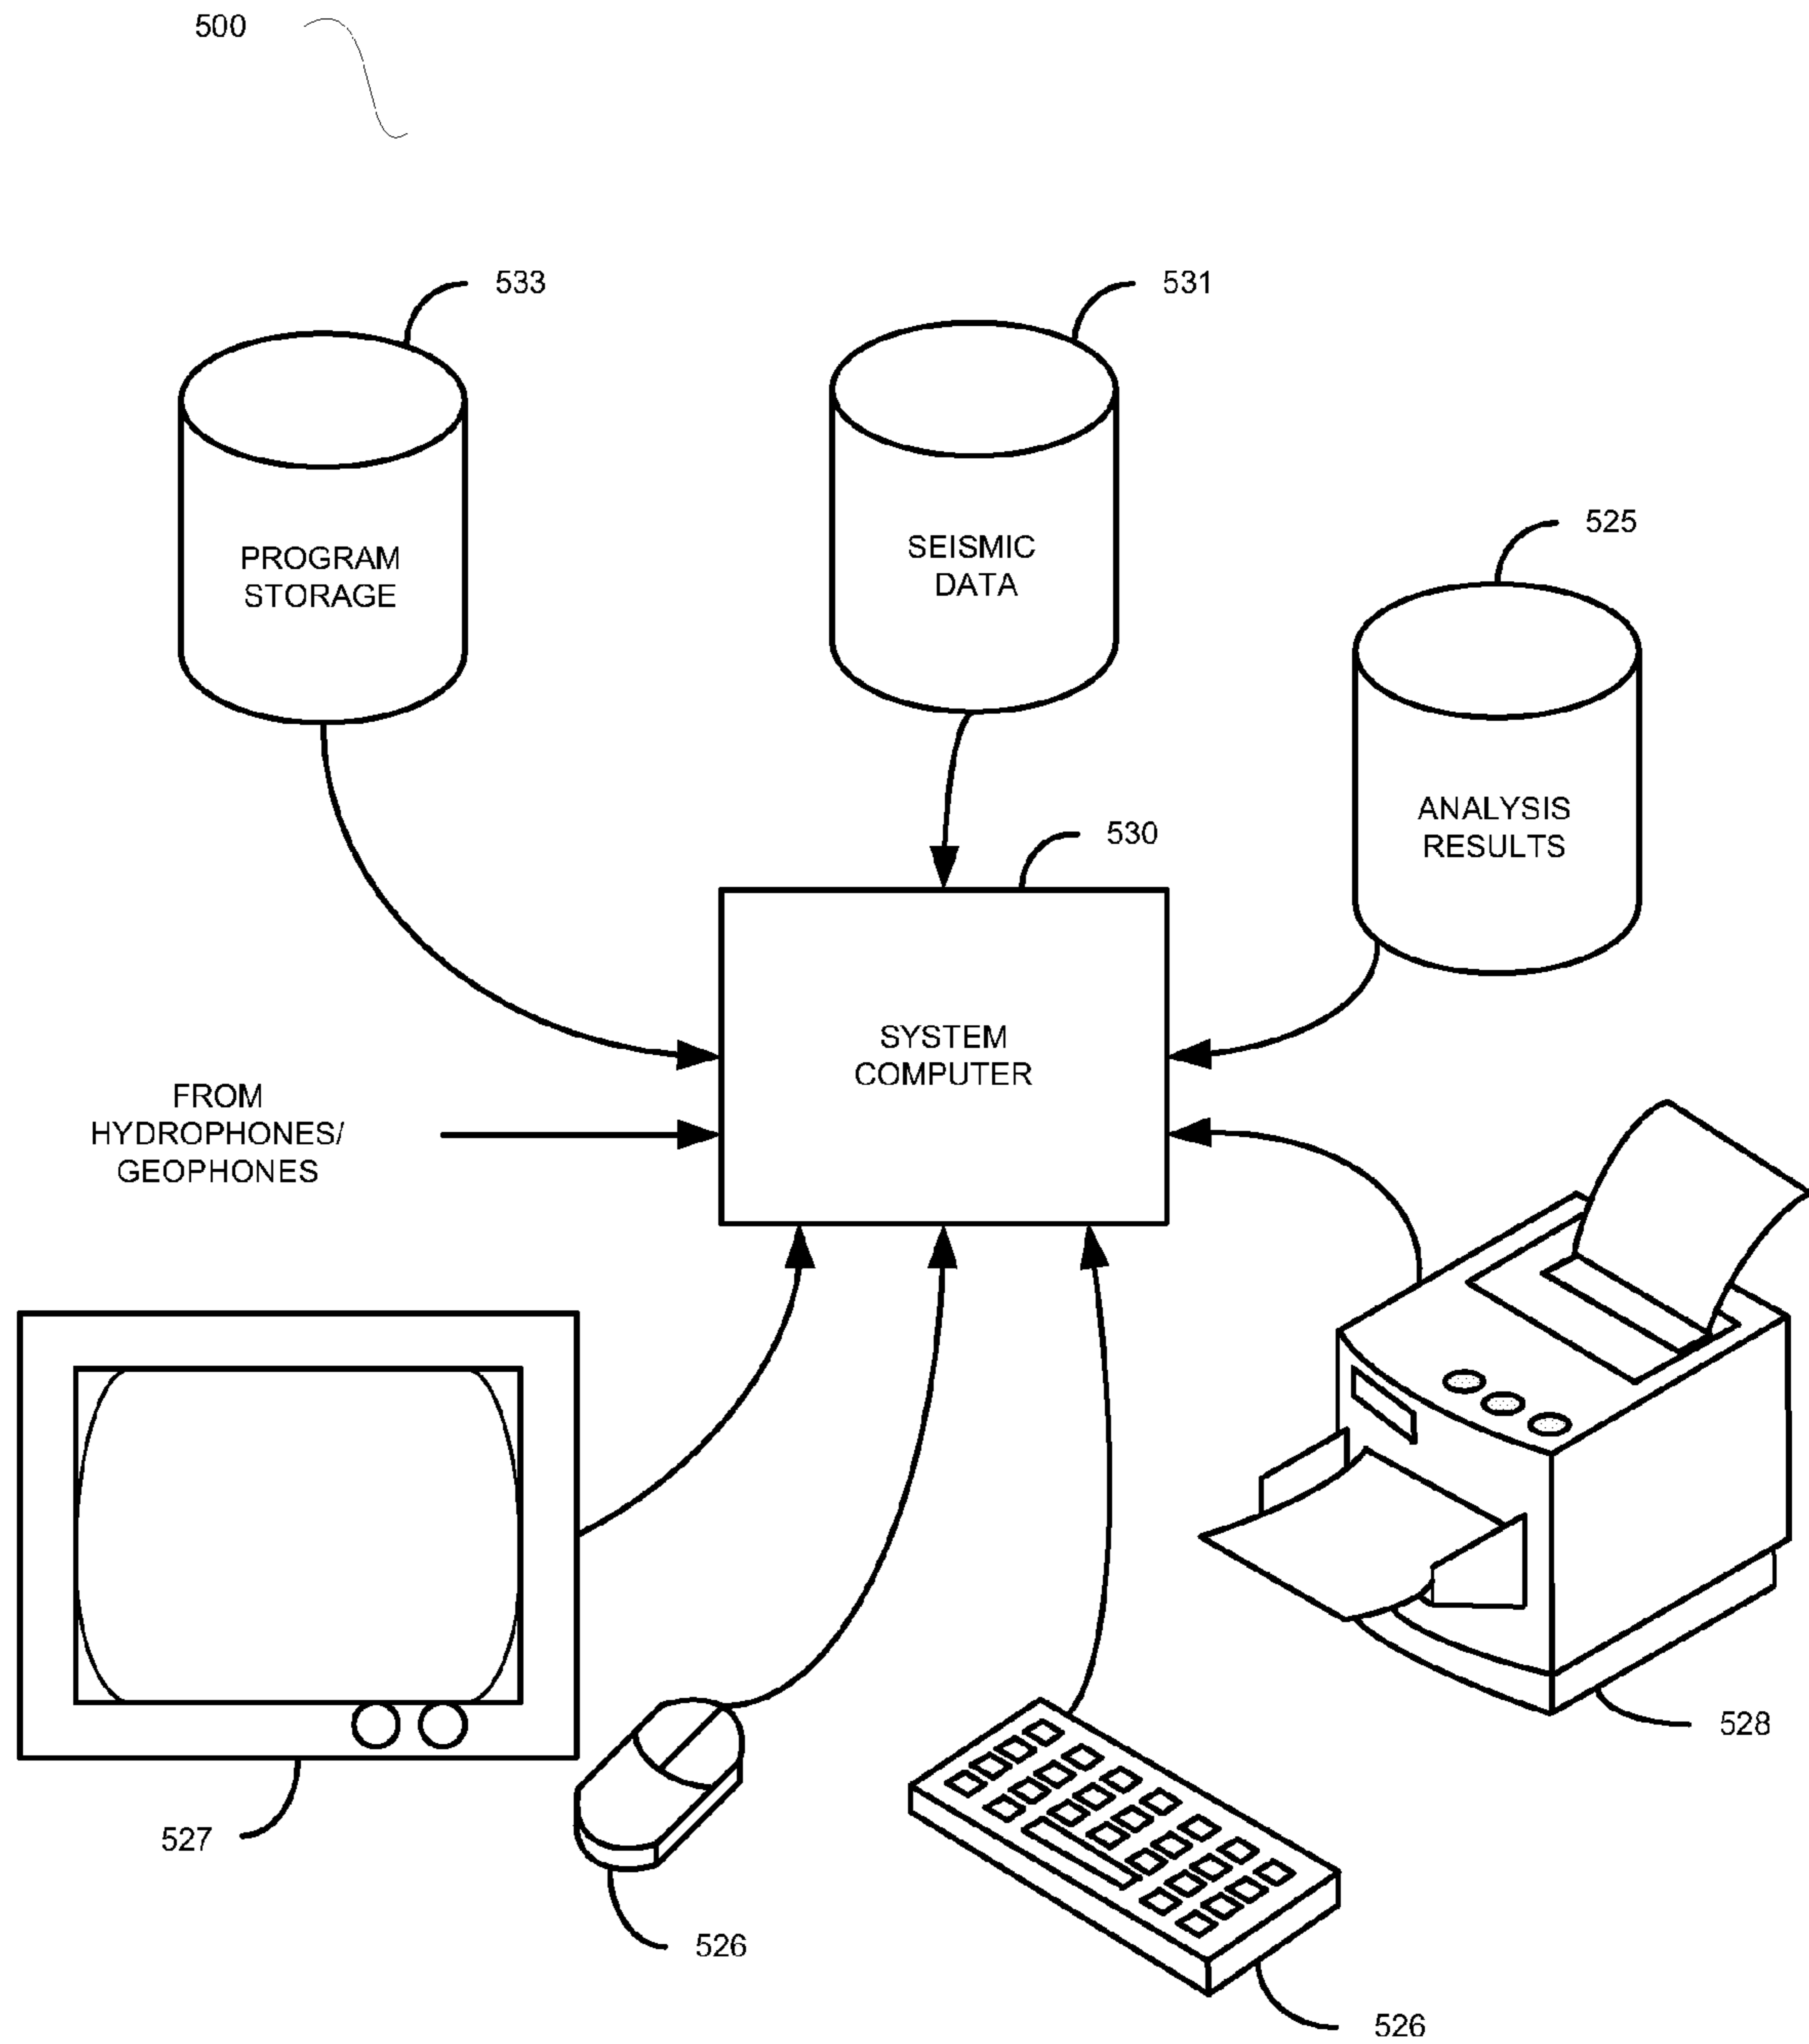 500
533
531
525
PROGRAM
STORAGE
SEISMIC
DATA
ANALYSIS
RESULTS
530
SYSTEM
COMPUTER
FROM
HYDROPHONES/
GEOPHONES
528
527
526
526